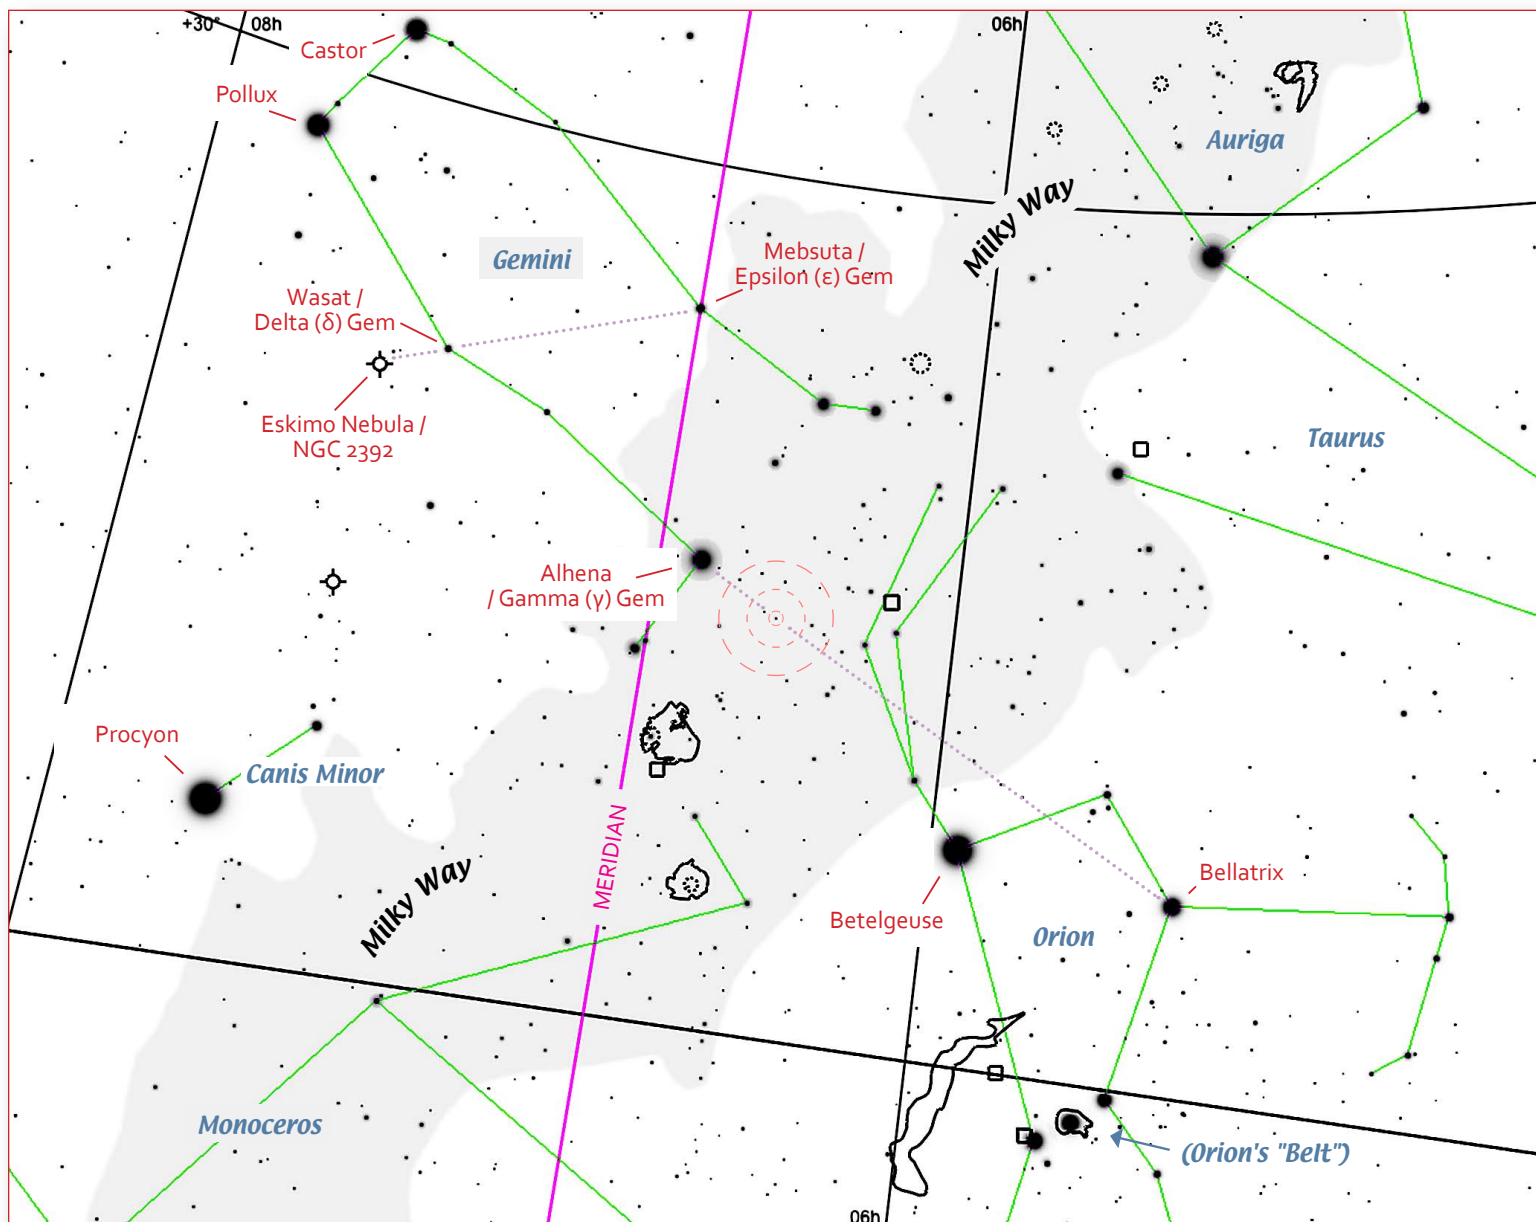 +30° 08h
06h
Castor
Pollux
Auriga
Milky Way
Gemini
Mebsuta /
Epsilon (ε) Gem
Wasat /
Delta (δ) Gem
Eskimo Nebula /
NGC 2392
Taurus
Alhena
/ Gamma (γ) Gem
Procyon
Canis Minor
MERIDIAN
Milky Way
Betelgeuse
Bellatrix
Orion
Monoceros
(Orion's "Belt")
06h